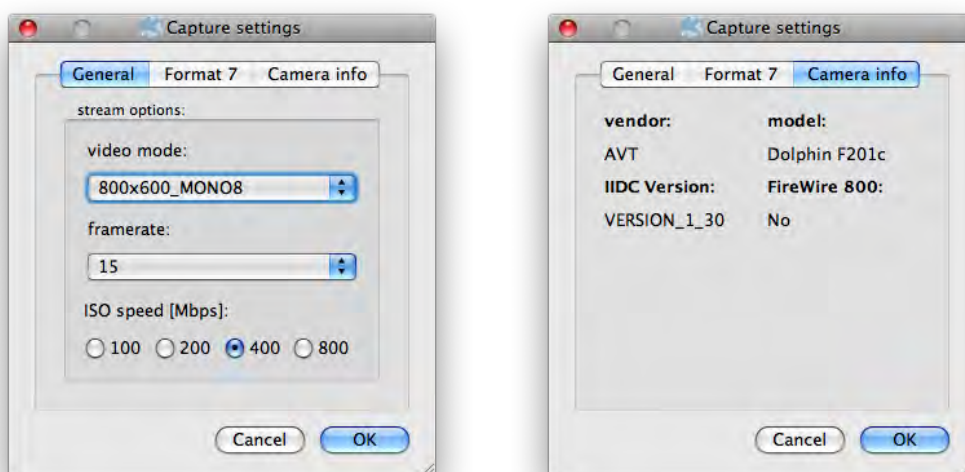 Capture settings
General Format 7 Camera info
stream options:
video mode:
800x600_MONO8
framerate:
15
ISO speed [Mbps]:
100 200 400 800
Cancel OK
Capture settings
General Format 7 Camera info
vendor: model:
AVT Dolphin F201c
IIDC Version: FireWire 800:
VERSION_1_30 No
Cancel OK